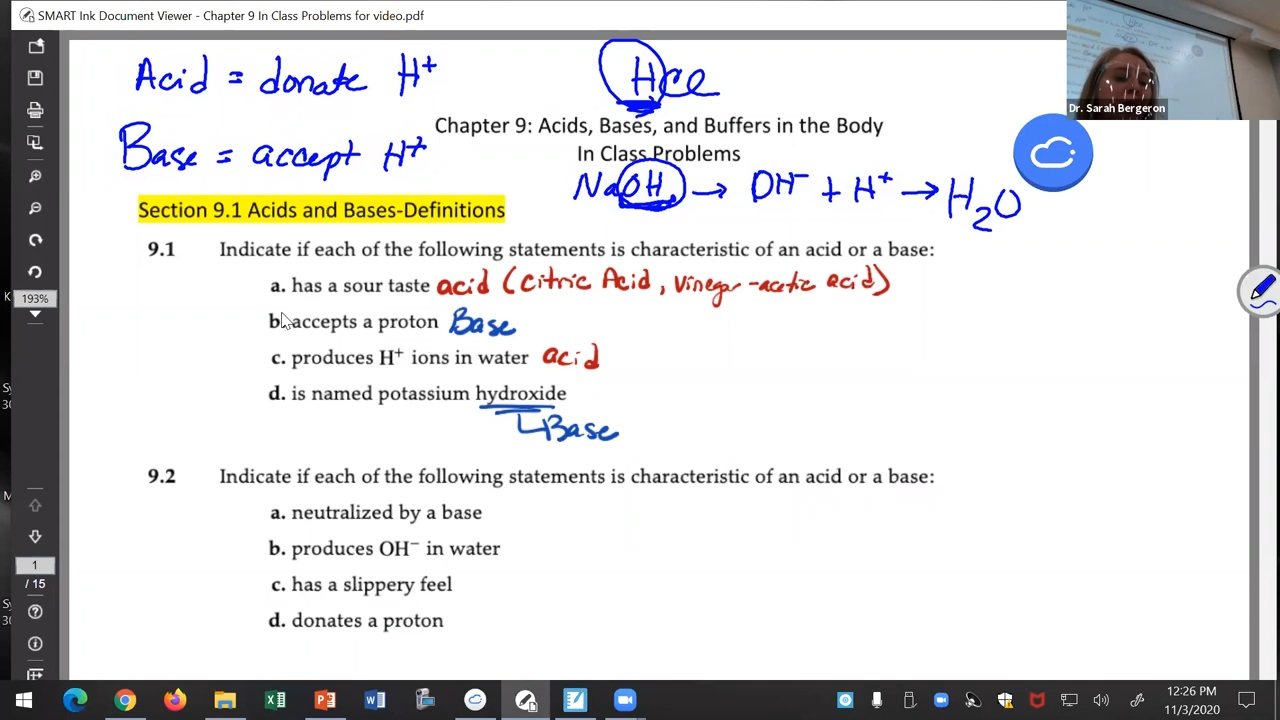 SMART Ink Document Viewer - Chapter 9 In Class Problems for video.pdf
Acid = donate H⁺
HCl
Dr. Sarah Bergeron
Chapter 9: Acids, Bases, and Buffers in the Body
Base = accept H⁺
In Class Problems
NaOH → OH⁻ + H⁺ → H₂O
Section 9.1 Acids and Bases-Definitions
9.1 Indicate if each of the following statements is characteristic of an acid or a base:
a. has a sour taste acid (Citric Acid, Vinegar -acetic acid)
193%
b. accepts a proton Base
c. produces H⁺ ions in water acid
d. is named potassium hydroxide
Base
9.2 Indicate if each of the following statements is characteristic of an acid or a base:
a. neutralized by a base
b. produces OH⁻ in water
1
/ 15
c. has a slippery feel
d. donates a proton
12:26 PM
11/3/2020